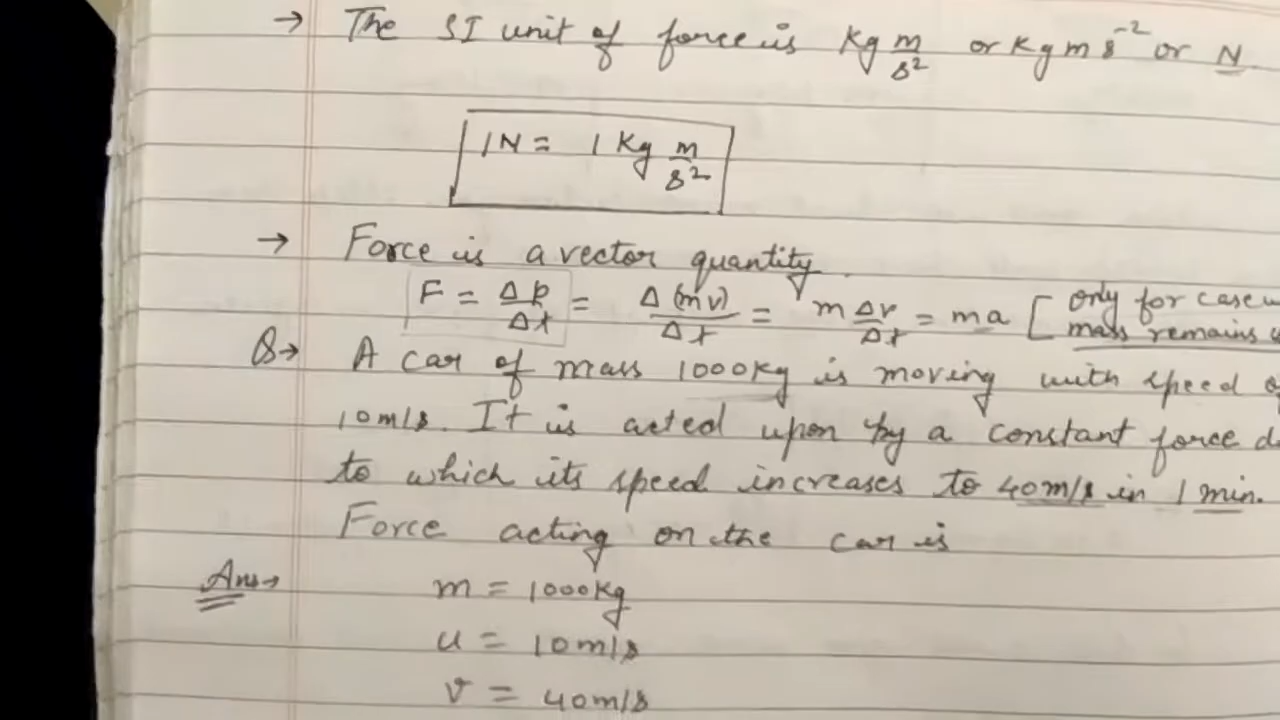 → The SI unit of force is Kg m/s² or Kg m s⁻² or N
1N = 1 Kg m/s²
→ Force is a vector quantity.
F = Δp/Δt = Δ(mv)/Δt = m Δv/Δt = ma [only for case
mass remains
Q→ A car of mass 1000kg is moving with speed
10m/s. It is acted upon by a constant force
to which its speed increases to 40m/s in 1 min.
Force acting on the car is
Ans→ m = 1000kg
u = 10m/s
v = 40m/s